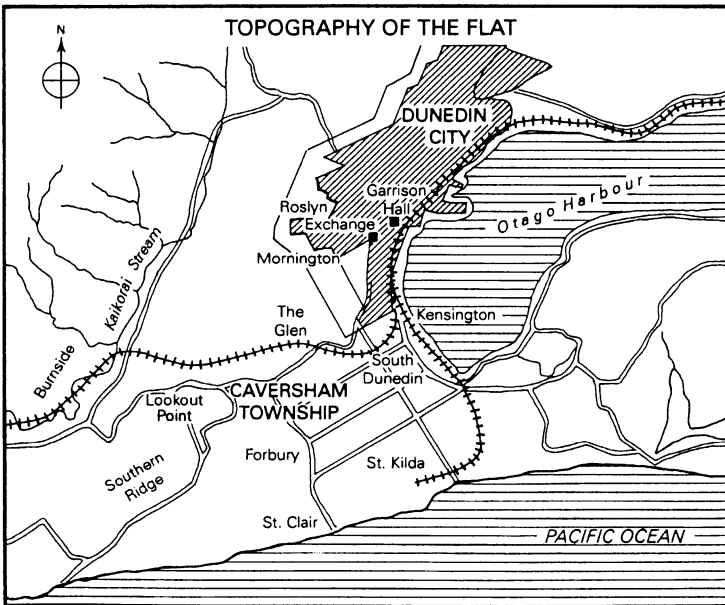 TOPOGRAPHY OF THE FLAT
N
DUNEDIN
CITY
Garrison
Hall
Otago Harbour
Roslyn
Exchange
Mornington
Kaikorai Stream
The
Glen
Kensington
Burnside
South
Dunedin
CAVERSHAM
TOWNSHIP
Lookout
Point
Forbury
St. Kilda
Southern
Ridge
St. Clair
PACIFIC OCEAN